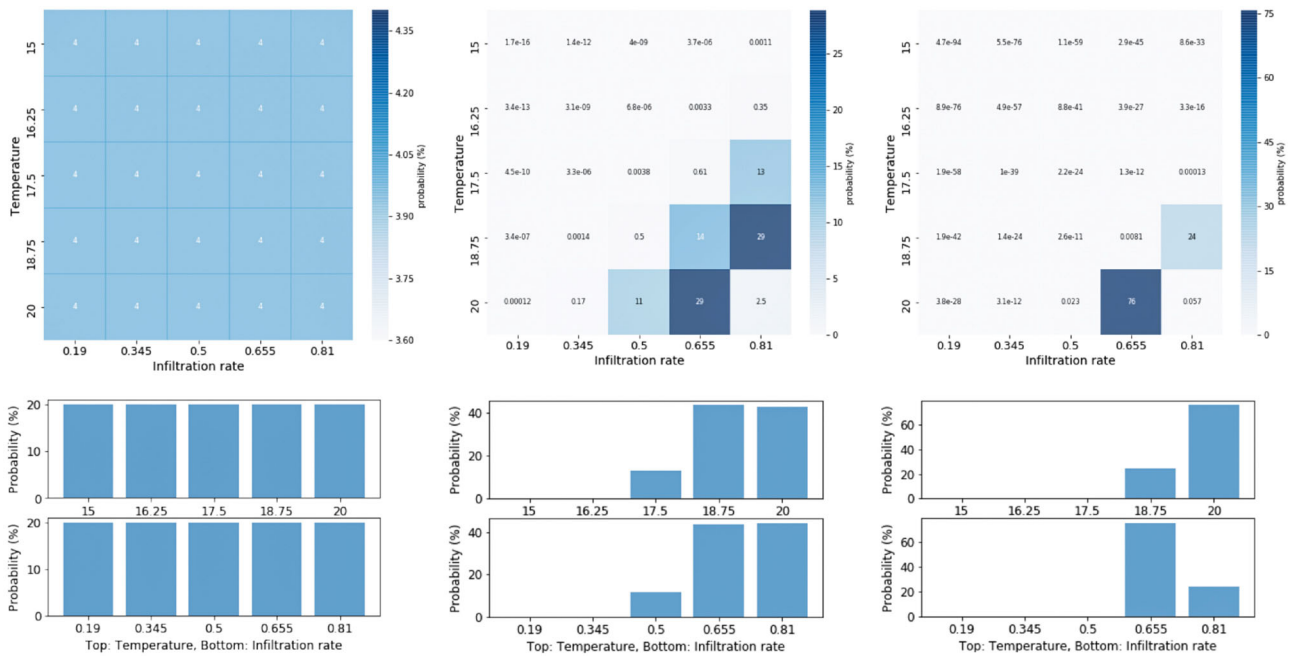 15 4 4 4 4 4
16.25 4 4 4 4 4
17.5 4 4 4 4 4
18.75 4 4 4 4 4
20 4 4 4 4 4
Temperature
0.19 0.345 0.5 0.655 0.81
Infiltration rate
4.35
4.20
4.05
3.90
3.75
3.60
probability (%)
15 1.7e-16 1.4e-12 4e-09 3.7e-06 0.0011
16.25 3.4e-13 3.1e-09 6.8e-06 0.0033 0.35
17.5 4.5e-10 3.3e-06 0.0038 0.61 13
18.75 3.4e-07 0.0014 0.5 14 29
20 0.00012 0.17 11 29 2.5
Temperature
0.19 0.345 0.5 0.655 0.81
Infiltration rate
25
20
15
10
5
0
probability (%)
15 4.7e-94 5.5e-76 1.1e-59 2.9e-45 8.6e-33
16.25 8.9e-76 4.9e-57 8.8e-41 3.9e-27 3.3e-16
17.5 1.9e-58 1e-39 2.2e-24 1.3e-12 0.00013
18.75 1.9e-42 1.4e-24 2.6e-11 0.0081 24
20 3.8e-28 3.1e-12 0.023 76 0.057
Temperature
0.19 0.345 0.5 0.655 0.81
Infiltration rate
75
60
45
30
15
0
probability (%)
Probability (%)
20
10
0
15 16.25 17.5 18.75 20
Probability (%)
20
10
0
0.19 0.345 0.5 0.655 0.81
Top: Temperature, Bottom: Infiltration rate
Probability (%)
40
20
0
15 16.25 17.5 18.75 20
Probability (%)
40
20
0
0.19 0.345 0.5 0.655 0.81
Top: Temperature, Bottom: Infiltration rate
Probability (%)
60
40
20
0
15 16.25 17.5 18.75 20
Probability (%)
60
40
20
0
0.19 0.345 0.5 0.655 0.81
Top: Temperature, Bottom: Infiltration rate